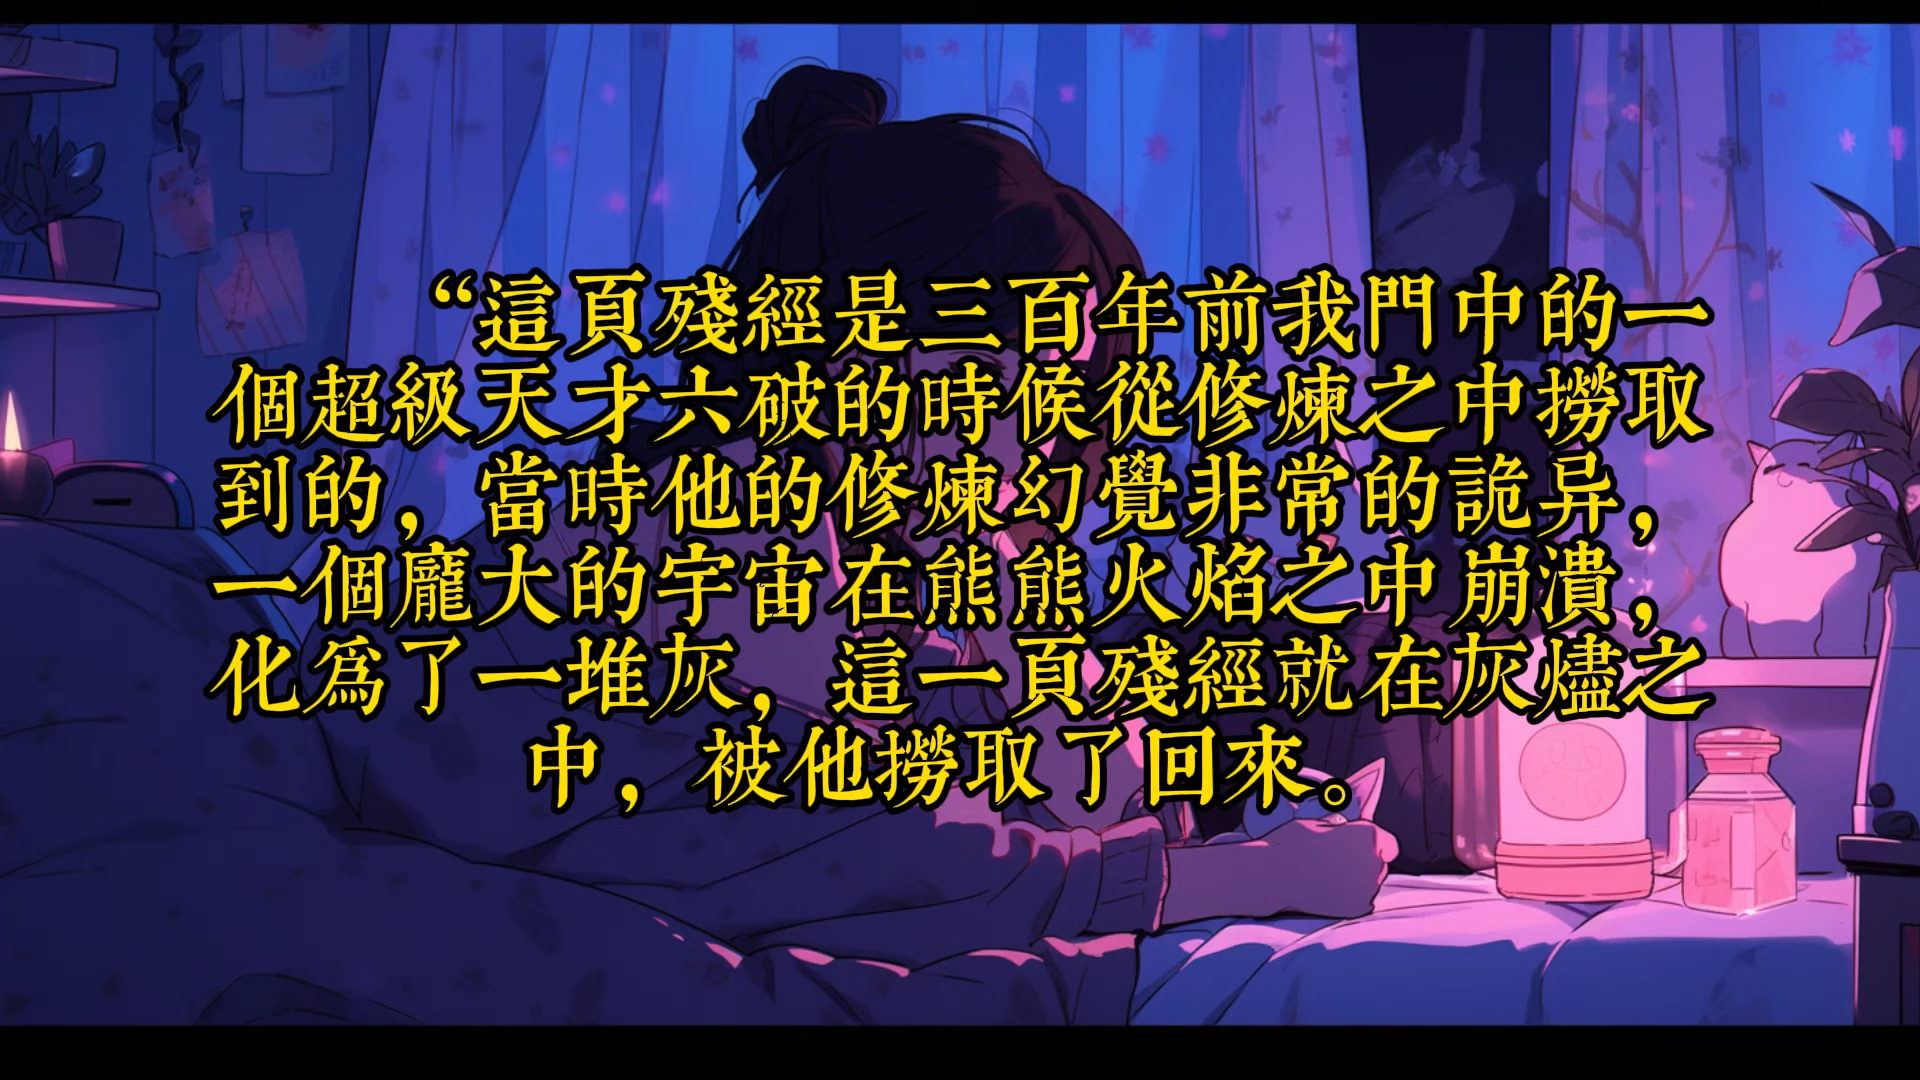 “這頁殘經是三百年前我門中的一
個超級天才六破的時候從修煉之中撈取
到的，當時他的修煉幻覺非常的詭异，
一個龐大的宇宙在熊熊火焰之中崩潰，
化爲了一堆灰，這一頁殘經就在灰燼之
中，被他撈取了回來。